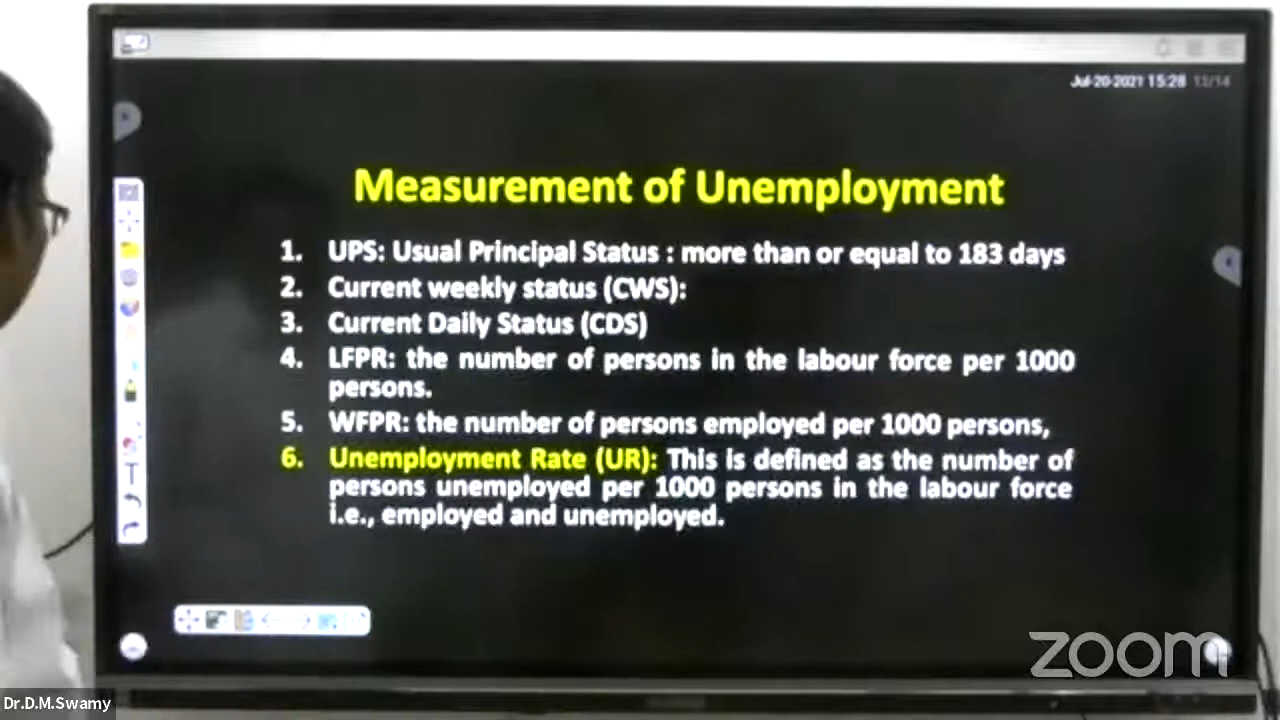 Jul-20-2021 15:28 13/14
Measurement of Unemployment
1. UPS: Usual Principal Status : more than or equal to 183 days
2. Current weekly status (CWS):
3. Current Daily Status (CDS)
4. LFPR: the number of persons in the labour force per 1000
persons.
5. WFPR: the number of persons employed per 1000 persons,
6. Unemployment Rate (UR): This is defined as the number of
persons unemployed per 1000 persons in the labour force
i.e., employed and unemployed.
zoom
Dr.D.M.Swamy